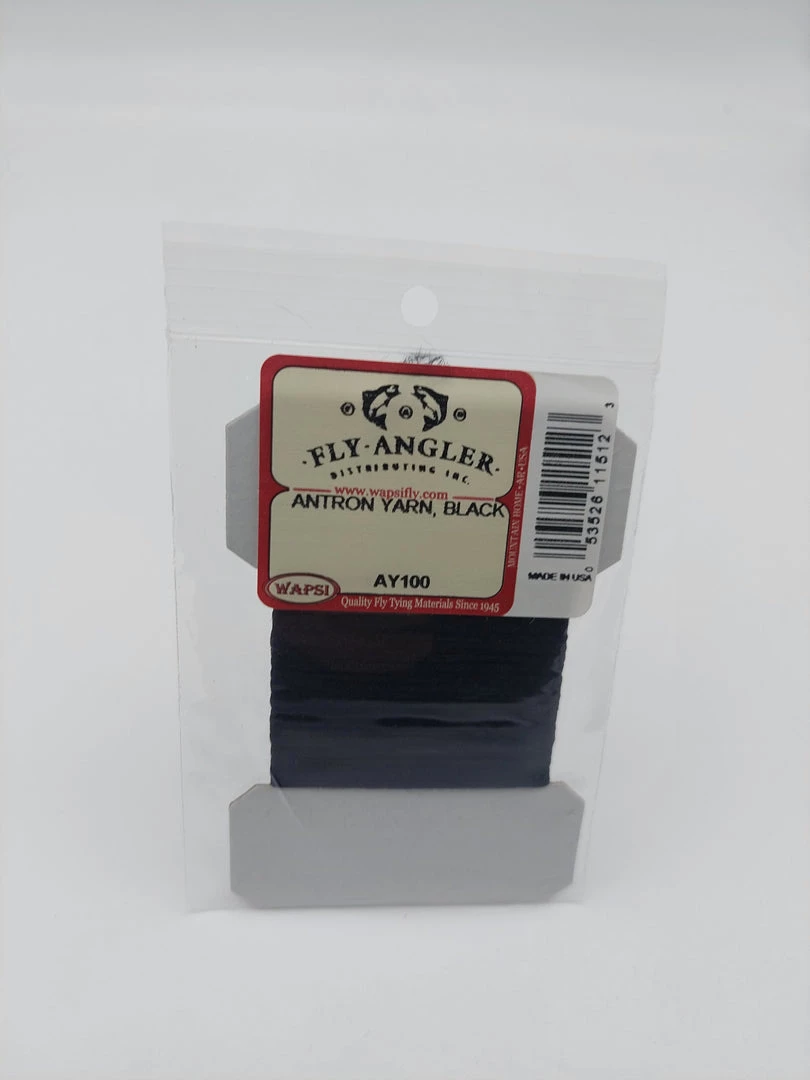 F A C
·FLY-ANGLER·
DISTRIBUTING INC.
www.wapsifly.com
ANTRON YARN, BLACK
AY100
WAPSI
Quality Fly Tying Materials Since 1945
MOUNTAIN HOME·AR·USA
0 53526 11512 3
MADE IN USA